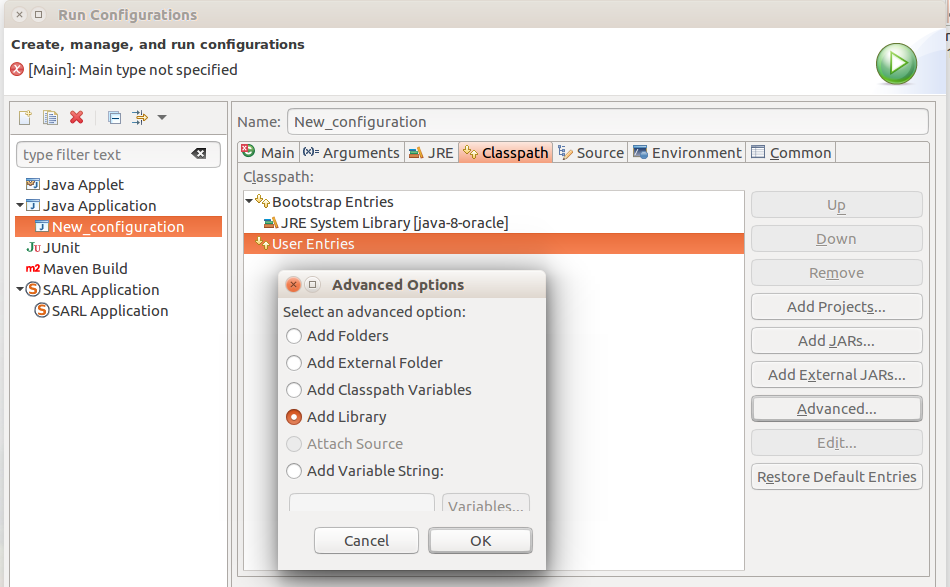 Run Configurations
Create, manage, and run configurations
[Main]: Main type not specified
Name: New_configuration
type filter text
Main (x)= Arguments JRE Classpath Source Environment Common
Classpath:
Java Applet
Java Application
New_configuration
JUnit
Maven Build
SARL Application
SARL Application
Bootstrap Entries
JRE System Library [java-8-oracle]
User Entries
Advanced Options
Select an advanced option:
Add Folders
Add External Folder
Add Classpath Variables
Add Library
Attach Source
Add Variable String:
Variables...
Cancel OK
Up
Down
Remove
Add Projects...
Add JARs...
Add External JARs...
Advanced...
Edit...
Restore Default Entries